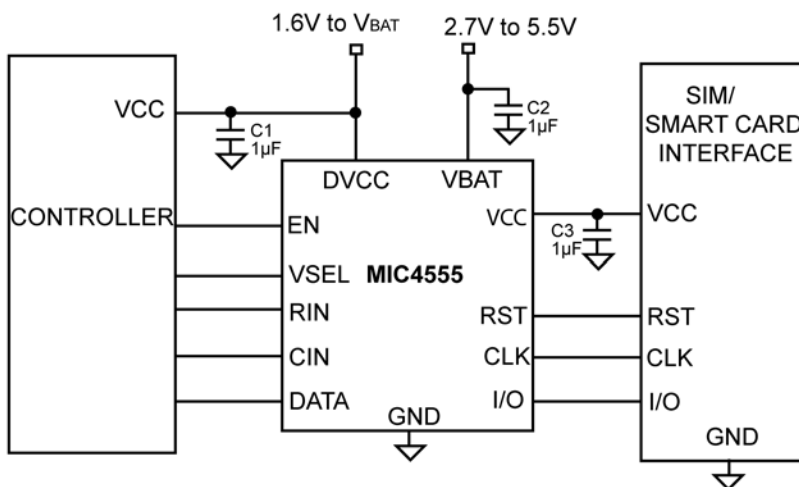 1.6V to VBAT
2.7V to 5.5V
VCC
C1
1µF
C2
1µF
SIM/
SMART CARD
INTERFACE
DVCC
VBAT
CONTROLLER
EN
VSEL
RIN
CIN
DATA
MIC4555
VCC
RST
CLK
I/O
GND
C3
1µF
VCC
RST
CLK
I/O
GND